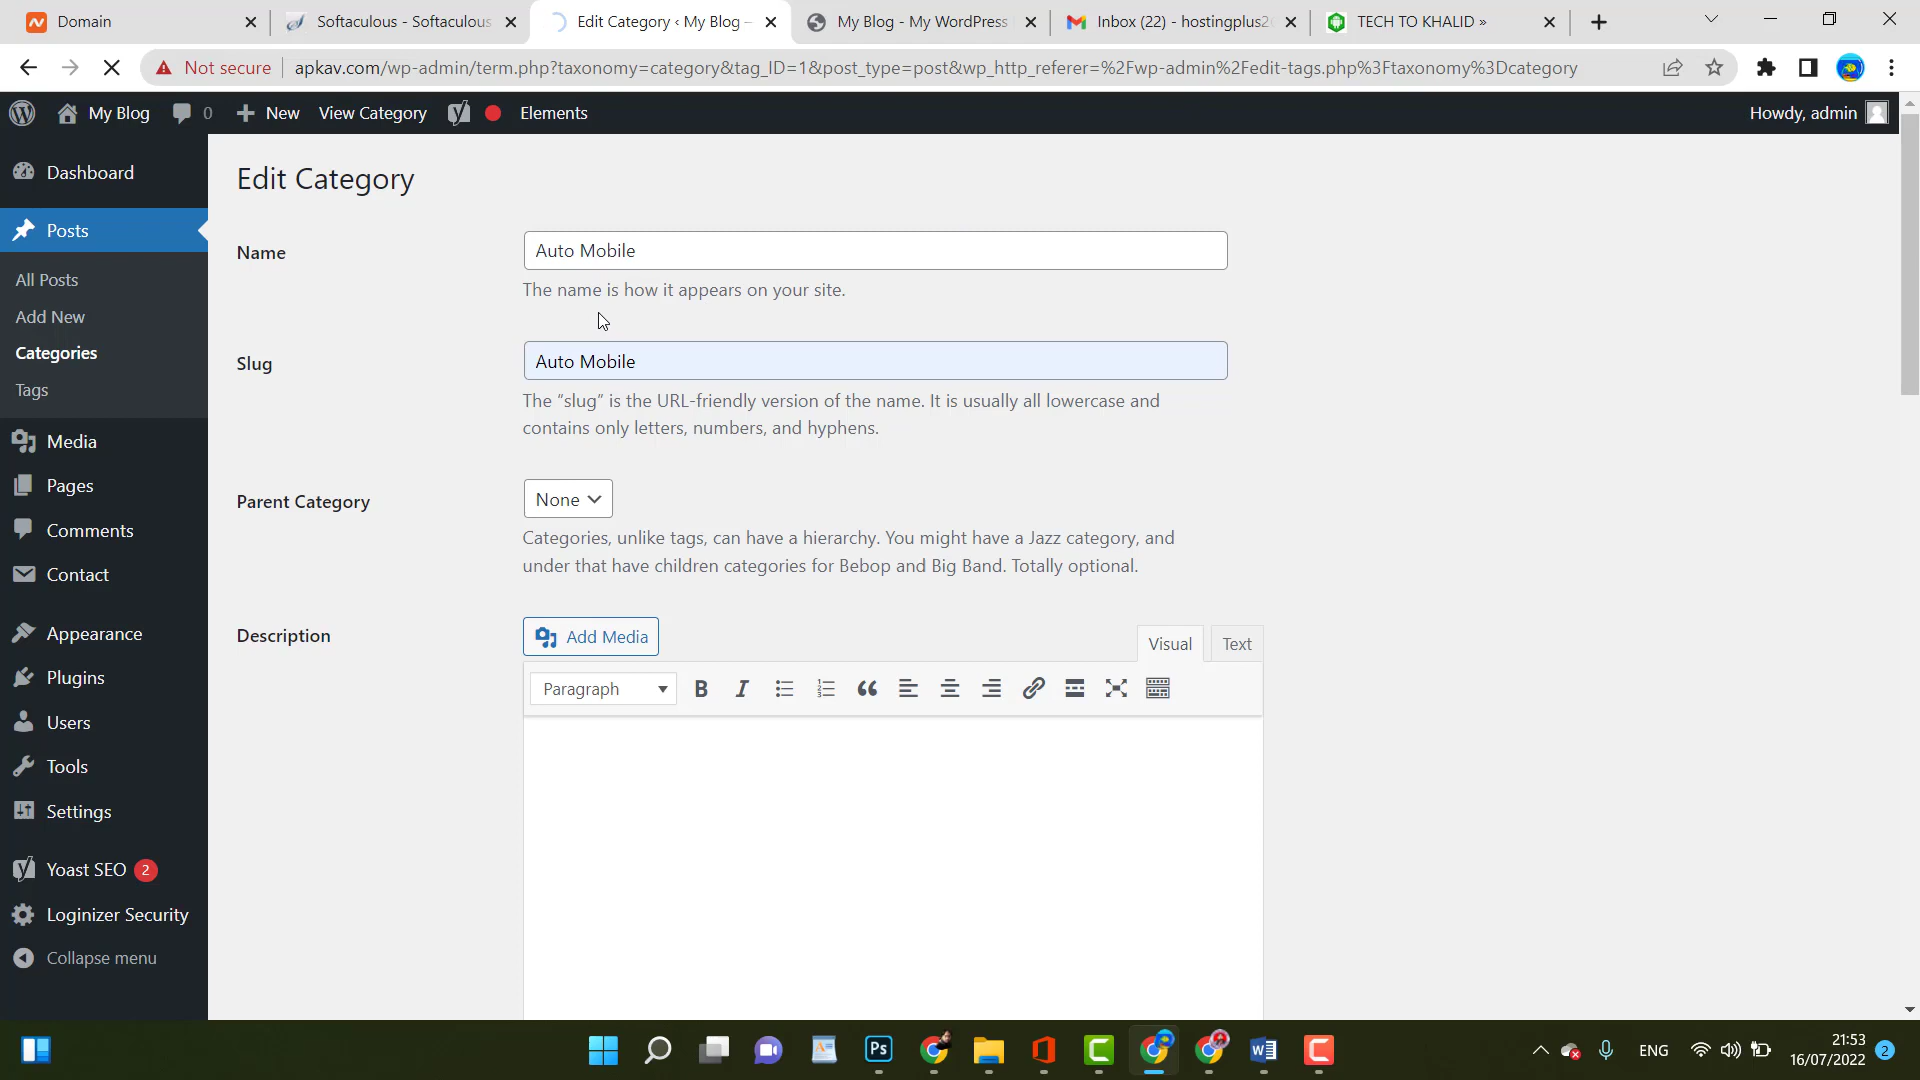 Domain
Softaculous - Softaculous
Edit Category ‹ My Blog —
My Blog - My WordPress
Inbox (22) - hostingplus2
TECH TO KHALID »
Not secure
apkav.com/wp-admin/term.php?taxonomy=category&tag_ID=1&post_type=post&wp_http_referer=%2Fwp-admin%2Fedit-tags.php%3Ftaxonomy%3Dcategory
My Blog
0
New
View Category
Elements
Howdy, admin
Dashboard
Posts
All Posts
Add New
Categories
Tags
Media
Pages
Comments
Contact
Appearance
Plugins
Users
Tools
Settings
Yoast SEO 2
Loginizer Security
Collapse menu
Edit Category
Name
Auto Mobile
The name is how it appears on your site.
Slug
Auto Mobile
The “slug” is the URL-friendly version of the name. It is usually all lowercase and
contains only letters, numbers, and hyphens.
Parent Category
None
Categories, unlike tags, can have a hierarchy. You might have a Jazz category, and
under that have children categories for Bebop and Big Band. Totally optional.
Description
Add Media
Visual
Text
Paragraph
B
I
Ps
ENG
21:53
16/07/2022
2